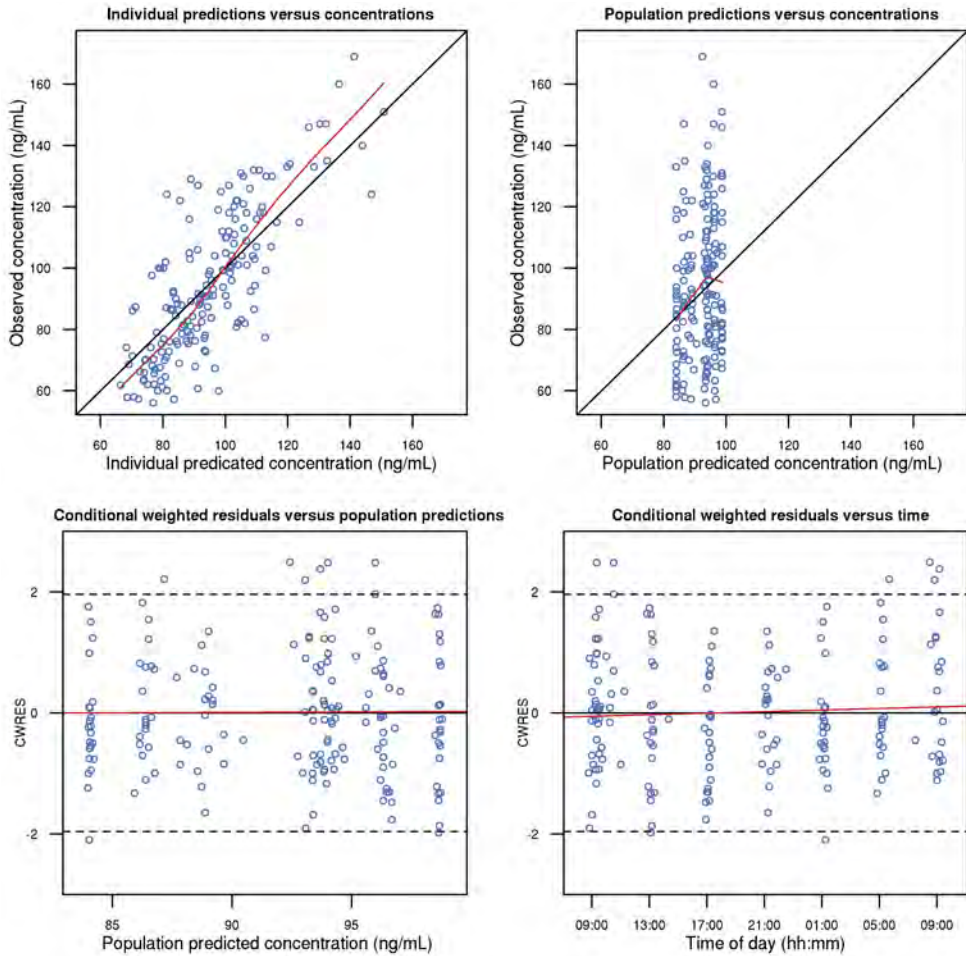 Individual predictions versus concentrations
Observed concentration (ng/mL)
160
140
120
100
80
60
60 80 100 120 140 160
Individual predicated concentration (ng/mL)
Population predictions versus concentrations
Observed concentration (ng/mL)
160
140
120
100
80
60
60 80 100 120 140 160
Population predicated concentration (ng/mL)
Conditional weighted residuals versus population predictions
CWRES
2
0
-2
85 90 95
Population predicted concentration (ng/mL)
Conditional weighted residuals versus time
CWRES
2
0
-2
09:00 13:00 17:00 21:00 01:00 05:00 09:00
Time of day (hh:mm)